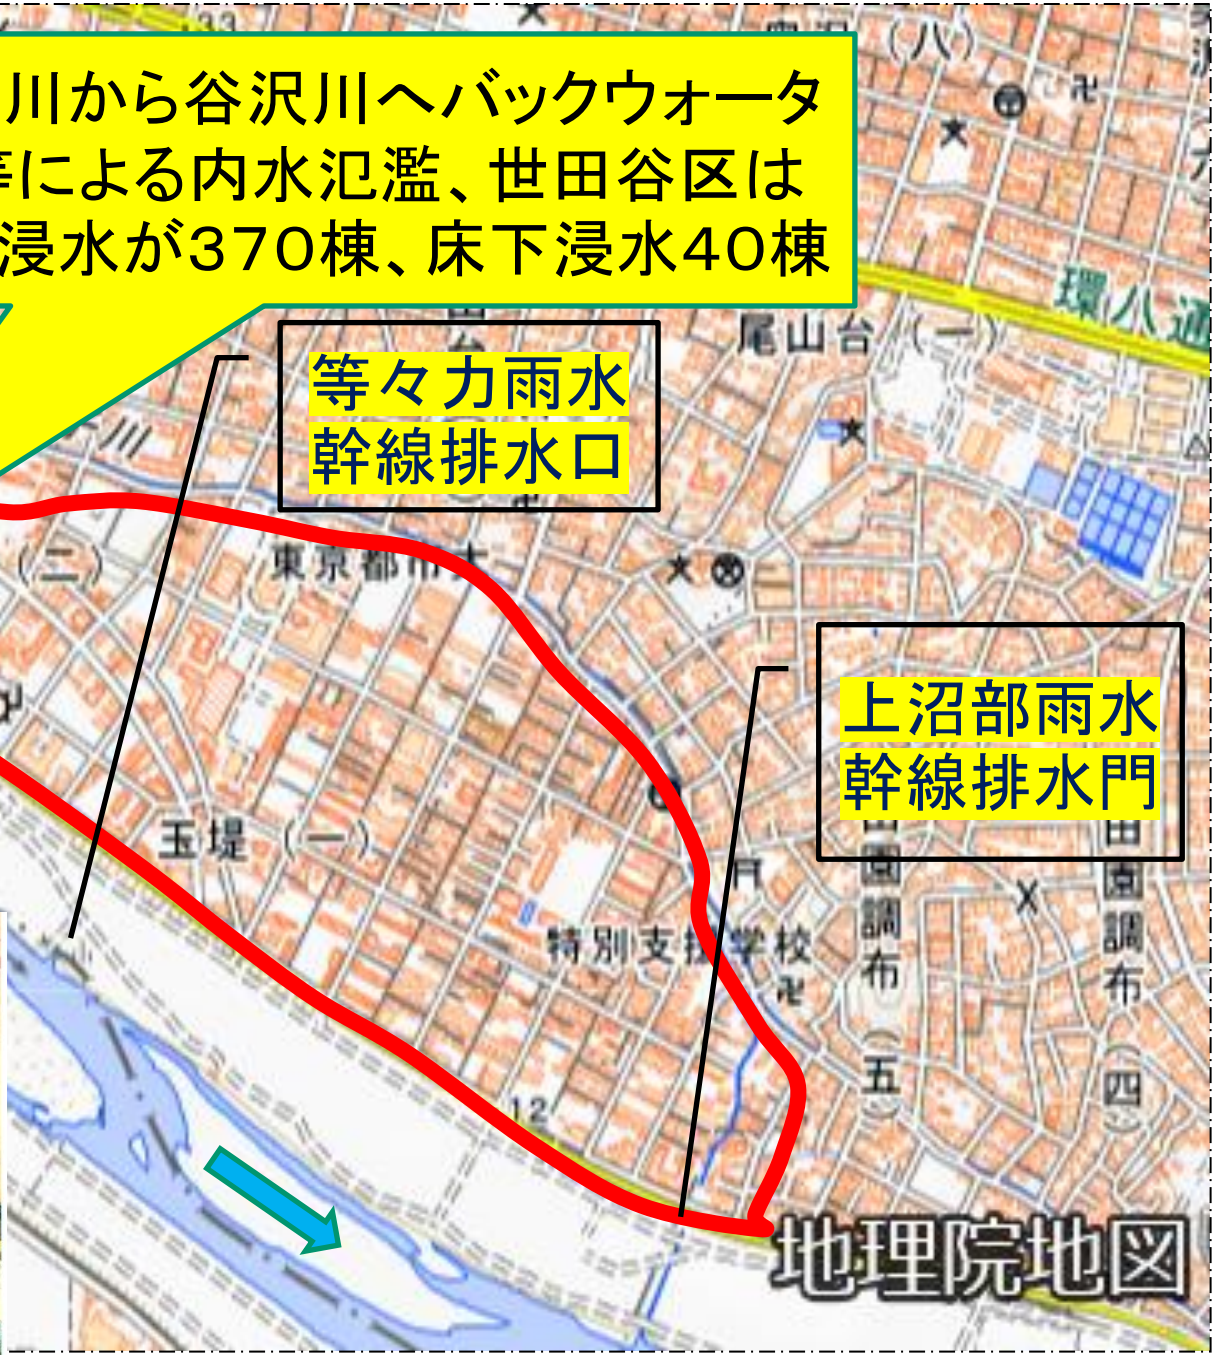 川から谷沢川へバックウォータ
等による内水氾濫、世田谷区は
浸水が370棟、床下浸水40棟
(八)
環八通
尾山台 (一)
等々力雨水
幹線排水口
川
(二)
東京都市大
上沼部雨水
幹線排水門
玉堤 (一)
田園調布(五)
田園調布(四)
特別支援学校
12
地理院地図